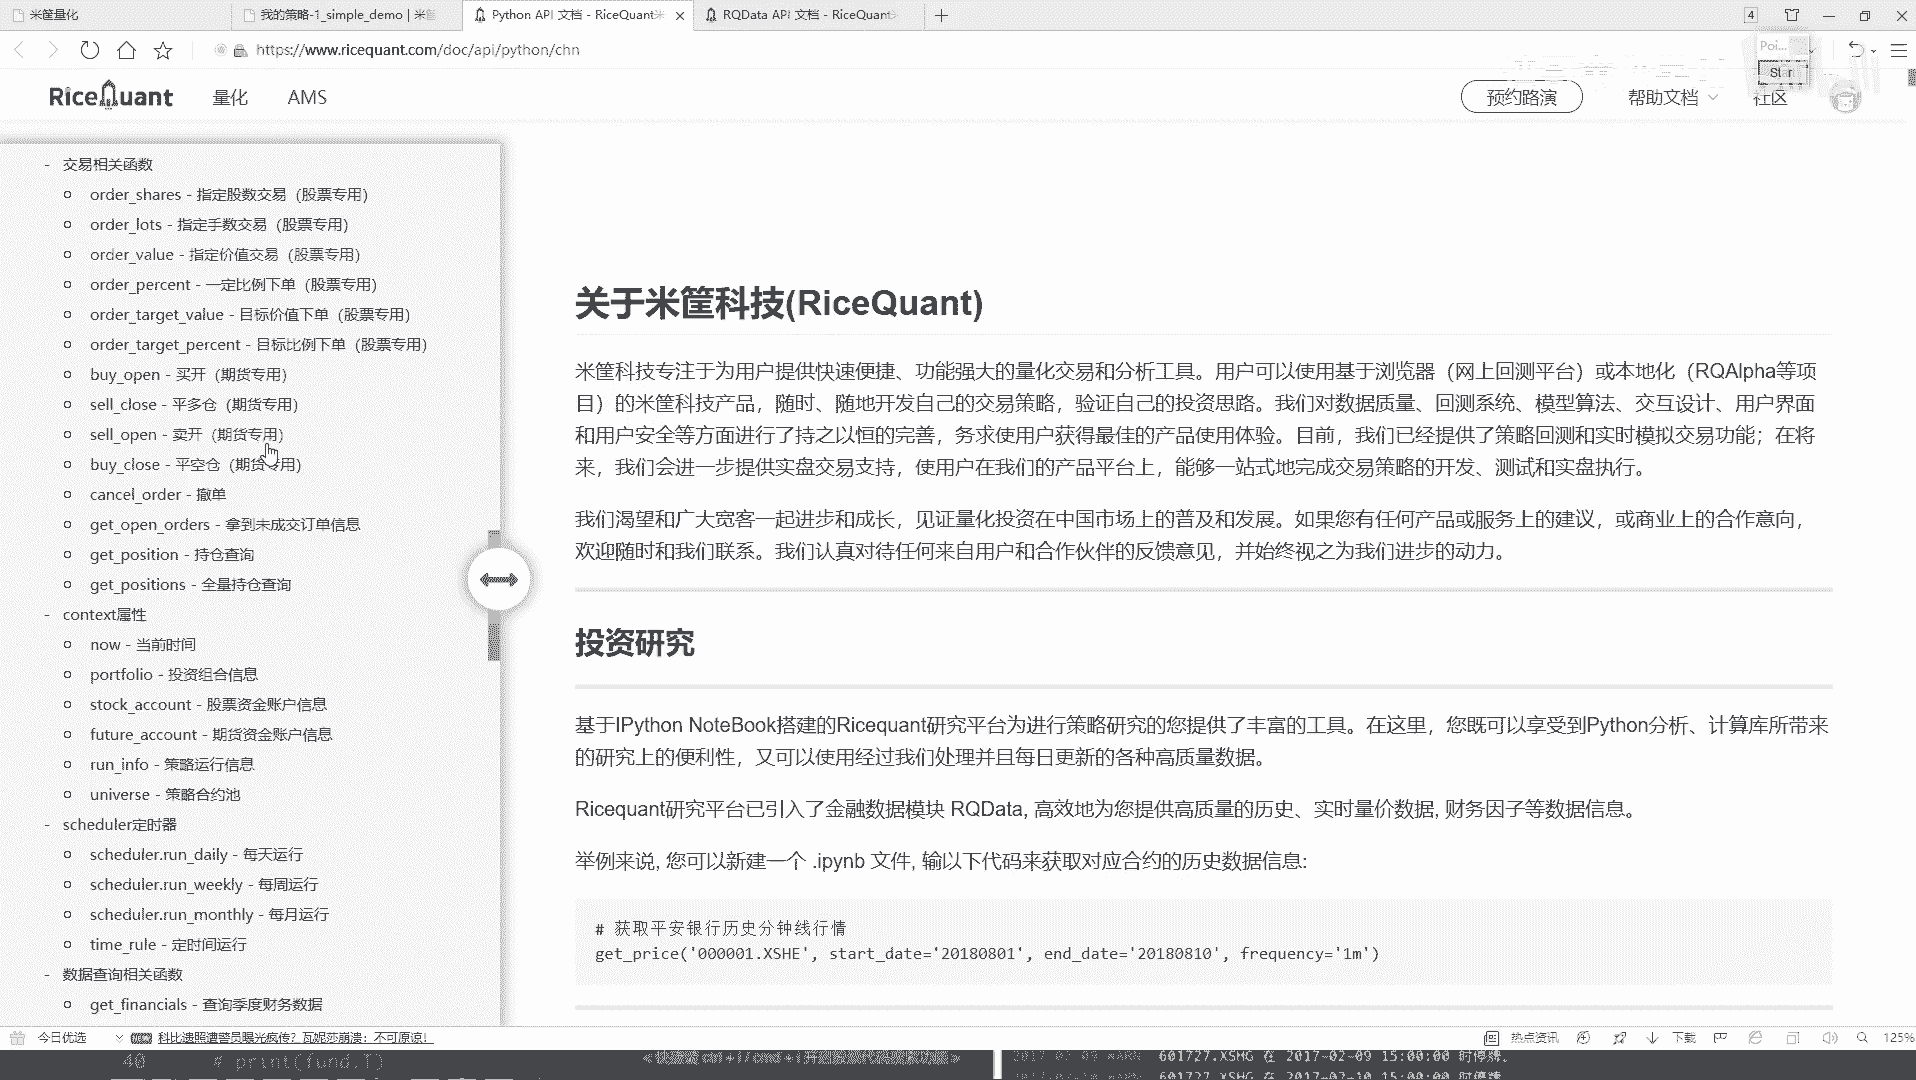 米筐量化
我的策略-1_simple_demo | 米筐
Python API 文档 - RiceQuant米
RQData API 文档 - RiceQuant
4
https://www.ricequant.com/doc/api/python/chn
Poi...
Start
RiceQuant
量化
AMS
预约路演
帮助文档
社区
- 交易相关函数
order_shares - 指定股数交易（股票专用）
order_lots - 指定手数交易（股票专用）
order_value - 指定价值交易（股票专用）
order_percent - 一定比例下单（股票专用）
order_target_value - 目标价值下单（股票专用）
order_target_percent - 目标比例下单（股票专用）
buy_open - 买开（期货专用）
sell_close - 平多仓（期货专用）
sell_open - 卖开（期货专用）
buy_close - 平空仓（期货专用）
cancel_order - 撤单
get_open_orders - 拿到未成交订单信息
get_position - 持仓查询
get_positions - 全量持仓查询
- context属性
now - 当前时间
portfolio - 投资组合信息
stock_account - 股票资金账户信息
future_account - 期货资金账户信息
run_info - 策略运行信息
universe - 策略合约池
- scheduler定时器
scheduler.run_daily - 每天运行
scheduler.run_weekly - 每周运行
scheduler.run_monthly - 每月运行
time_rule - 定时间运行
- 数据查询相关函数
get_financials - 查询季度财务数据
关于米筐科技(RiceQuant)
米筐科技专注于为用户提供快速便捷、功能强大的量化交易和分析工具。用户可以使用基于浏览器（网上回测平台）或本地化（RQAlpha等项
目）的米筐科技产品，随时、随地开发自己的交易策略，验证自己的投资思路。我们对数据质量、回测系统、模型算法、交互设计、用户界面
和用户安全等方面进行了持之以恒的完善，务求使用户获得最佳的产品使用体验。目前，我们已经提供了策略回测和实时模拟交易功能；在将
来，我们会进一步提供实盘交易支持，使用户在我们的产品平台上，能够一站式地完成交易策略的开发、测试和实盘执行。
我们渴望和广大宽客一起进步和成长，见证量化投资在中国市场上的普及和发展。如果您有任何产品或服务上的建议，或商业上的合作意向，
欢迎随时和我们联系。我们认真对待任何来自用户和合作伙伴的反馈意见，并始终视之为我们进步的动力。
投资研究
基于IPython NoteBook搭建的Ricequant研究平台为进行策略研究的您提供了丰富的工具。在这里，您既可以享受到Python分析、计算库所带来
的研究上的便利性，又可以使用经过我们处理并且每日更新的各种高质量数据。
Ricequant研究平台已引入了金融数据模块 RQData, 高效地为您提供高质量的历史、实时量价数据, 财务因子等数据信息。
举例来说, 您可以新建一个 .ipynb 文件, 输以下代码来获取对应合约的历史数据信息:
# 获取平安银行历史分钟线行情
get_price('000001.XSHE', start_date='20180801', end_date='20180810', frequency='1m')
今日优选
科比遗照遭警员曝光疯传？瓦妮莎崩溃：不可原谅！
热点资讯
下载
125%
40 # print(fund.T)
2017-02-09 WARN 601727.XSHG 在 2017-02-09 15:00:00 时停牌。
601727.XSHG 在 2017-02-10 15:00:00 时停牌。